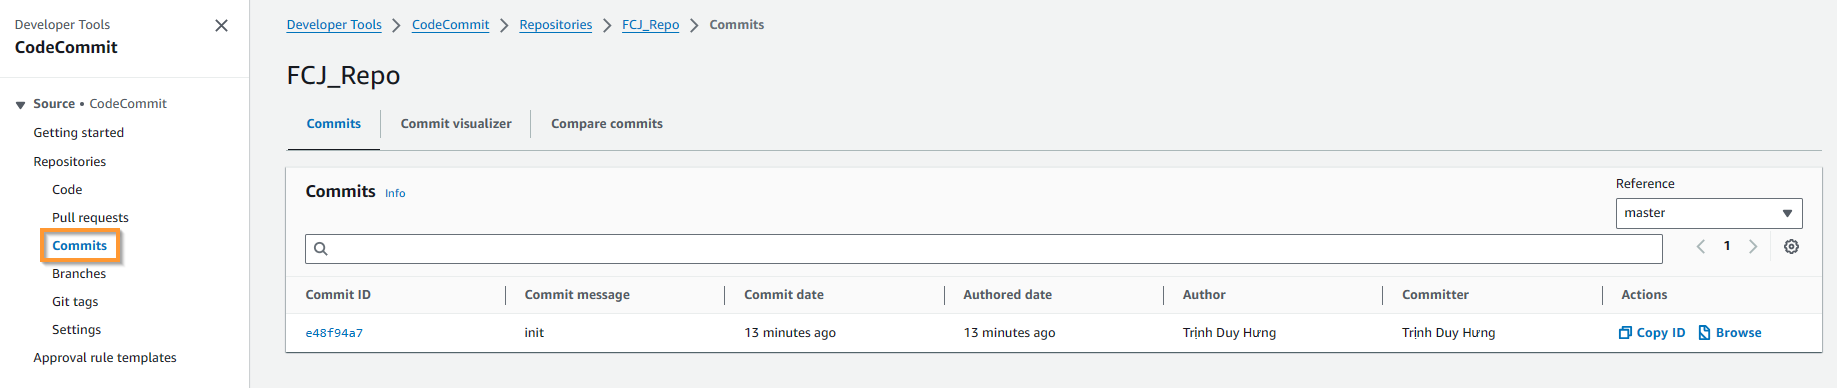 Developer Tools
CodeCommit
Source • CodeCommit
Getting started
Repositories
Code
Pull requests
Commits
Branches
Git tags
Settings
Approval rule templates
Developer Tools CodeCommit Repositories FCJ_Repo Commits
FCJ_Repo
Commits Commit visualizer Compare commits
Commits Info
Reference
master
1
Commit ID Commit message Commit date Authored date Author Committer Actions
e48f94a7 init 13 minutes ago 13 minutes ago Trịnh Duy Hưng Trịnh Duy Hưng Copy ID Browse